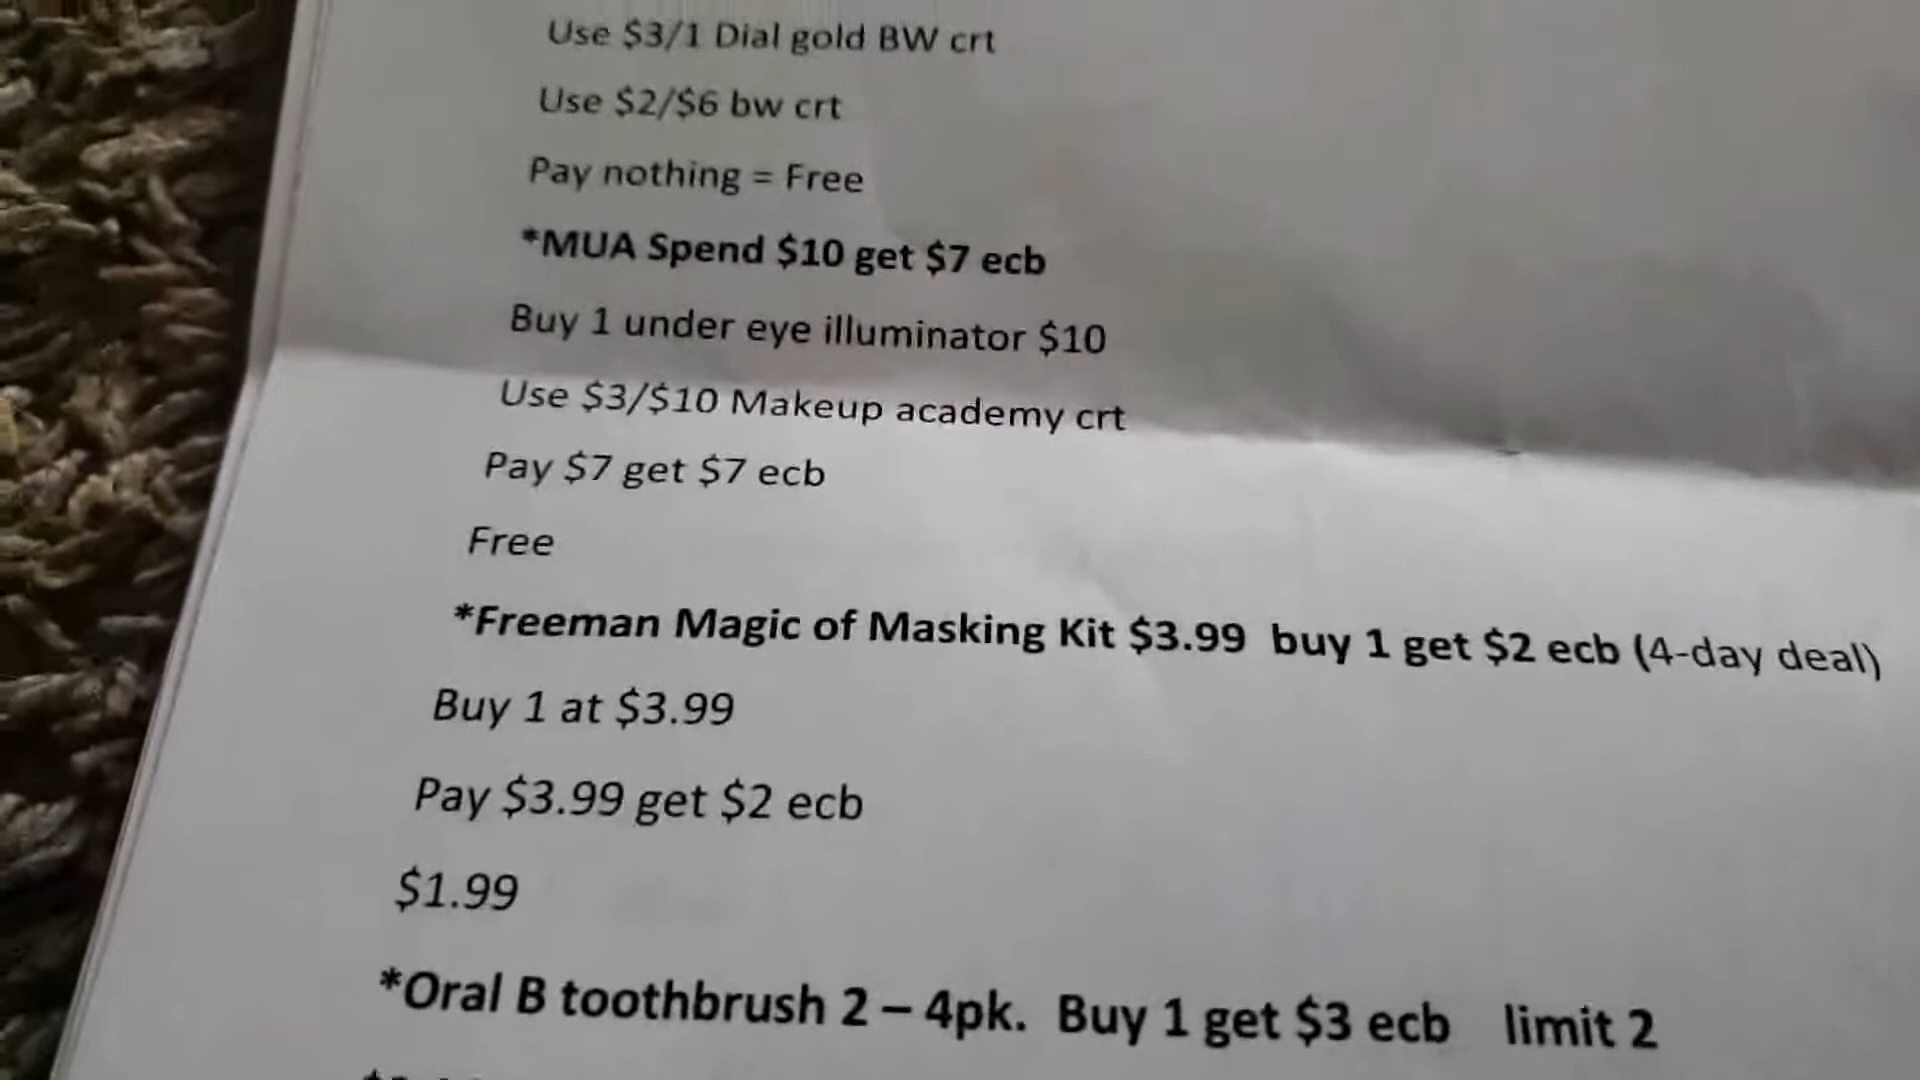 Use $3/1 Dial gold BW crt
Use $2/$6 bw crt
Pay nothing = Free
*MUA Spend $10 get $7 ecb
Buy 1 under eye illuminator $10
Use $3/$10 Makeup academy crt
Pay $7 get $7 ecb
Free
*Freeman Magic of Masking Kit $3.99 buy 1 get $2 ecb (4-day deal)
Buy 1 at $3.99
Pay $3.99 get $2 ecb
$1.99
*Oral B toothbrush 2 – 4pk. Buy 1 get $3 ecb limit 2